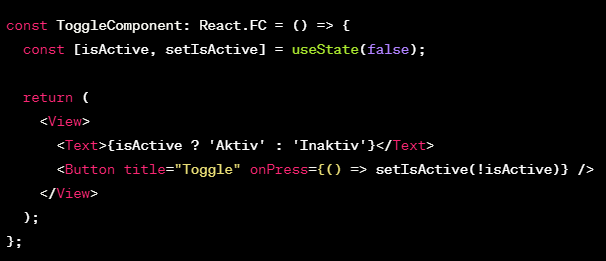 const ToggleComponent: React.FC = () => {
  const [isActive, setIsActive] = useState(false);

  return (
    <View>
      <Text>{isActive ? 'Aktiv' : 'Inaktiv'}</Text>
      <Button title="Toggle" onPress={() => setIsActive(!isActive)} />
    </View>
  );
};